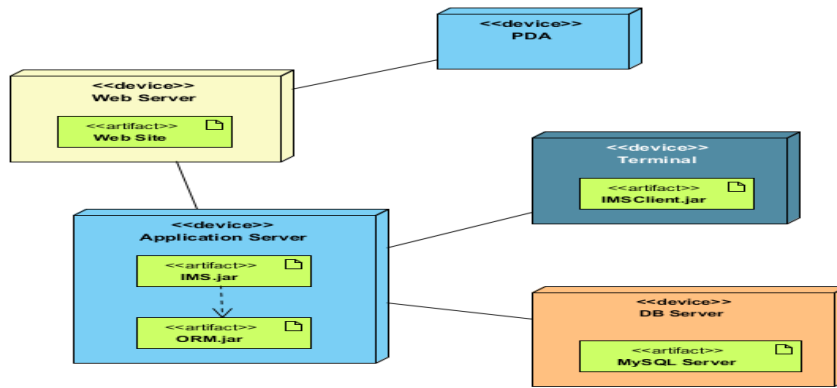 <<device>>
PDA
<<device>>
Web Server
<<artifact>>
Web Site
<<device>>
Terminal
<<artifact>>
IMSClient.jar
<<device>>
Application Server
<<artifact>>
IMS.jar
<<artifact>>
ORM.jar
<<device>>
DB Server
<<artifact>>
MySQL Server